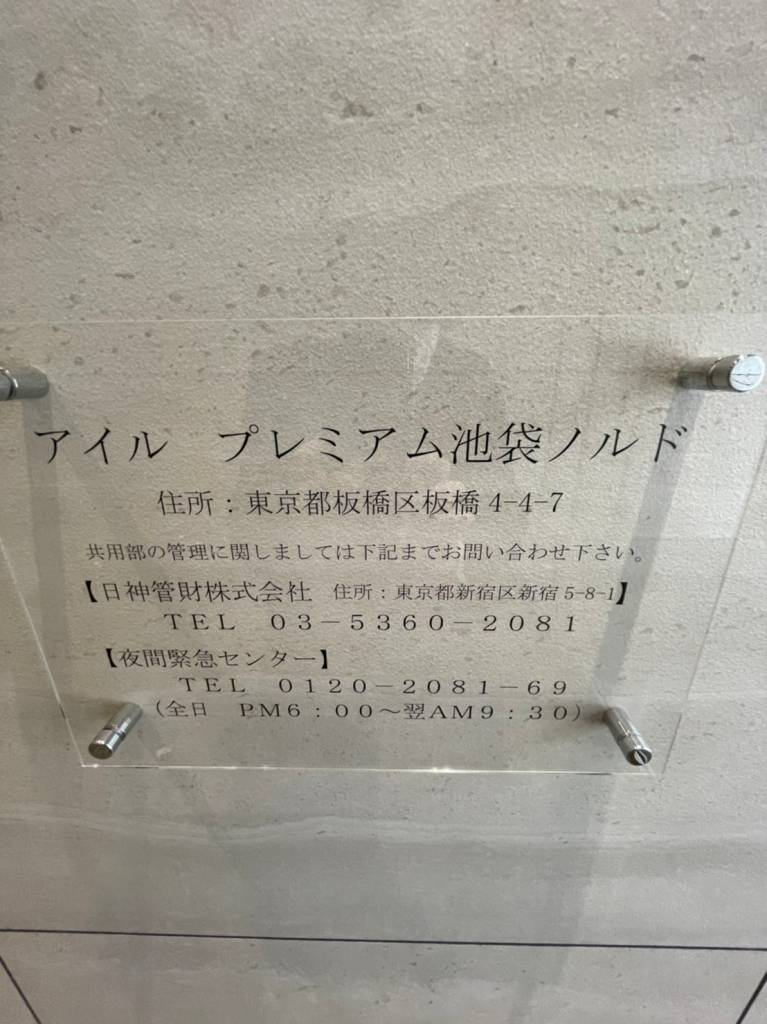 アイル　プレミアム池袋ノルド
住所：東京都板橋区板橋4-4-7
共用部の管理に関しましては下記までお問い合わせ下さい。
【日神管財株式会社　住所：東京都新宿区新宿5-8-1】
ＴＥＬ　０３－５３６０－２０８１
【夜間緊急センター】
ＴＥＬ　０１２０－２０８１－６９
（全日　ＰＭ６：００～翌ＡＭ９：３０）